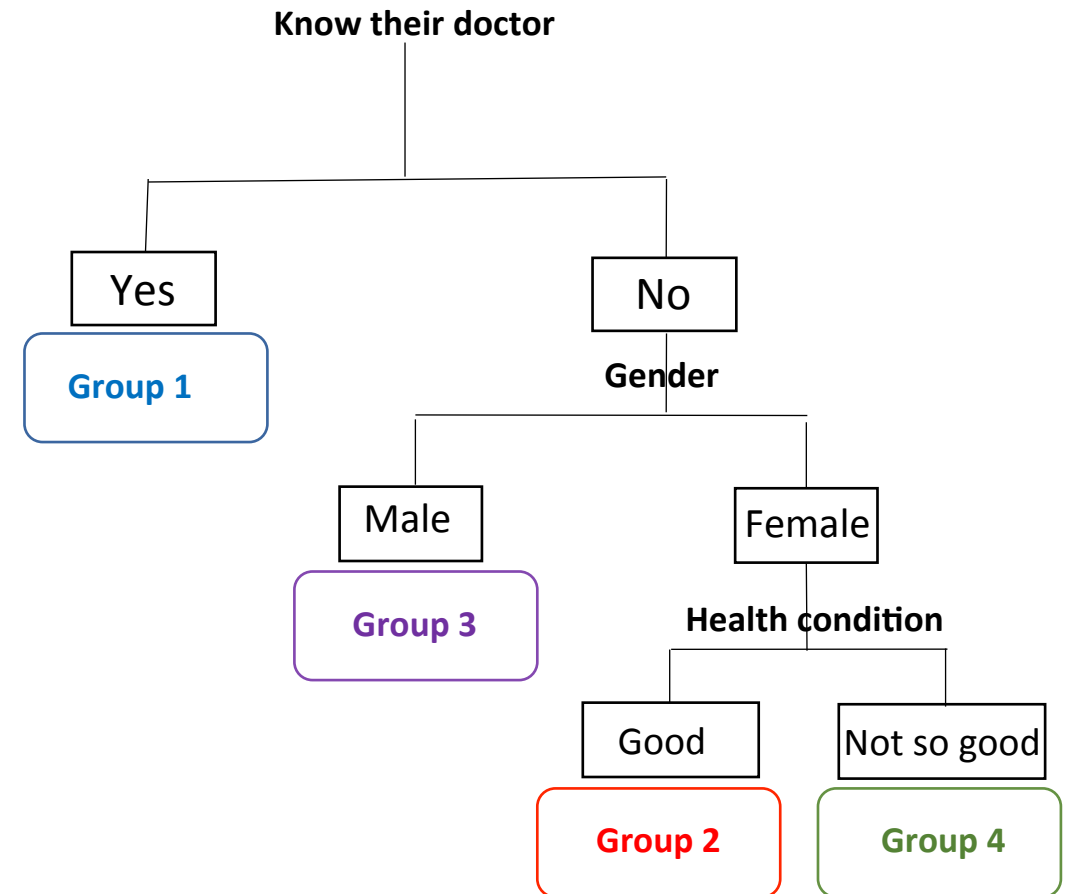 Know their doctor
Yes
No
Group 1
Gender
Male
Female
Group 3
Health condition
Good
Not so good
Group 2
Group 4